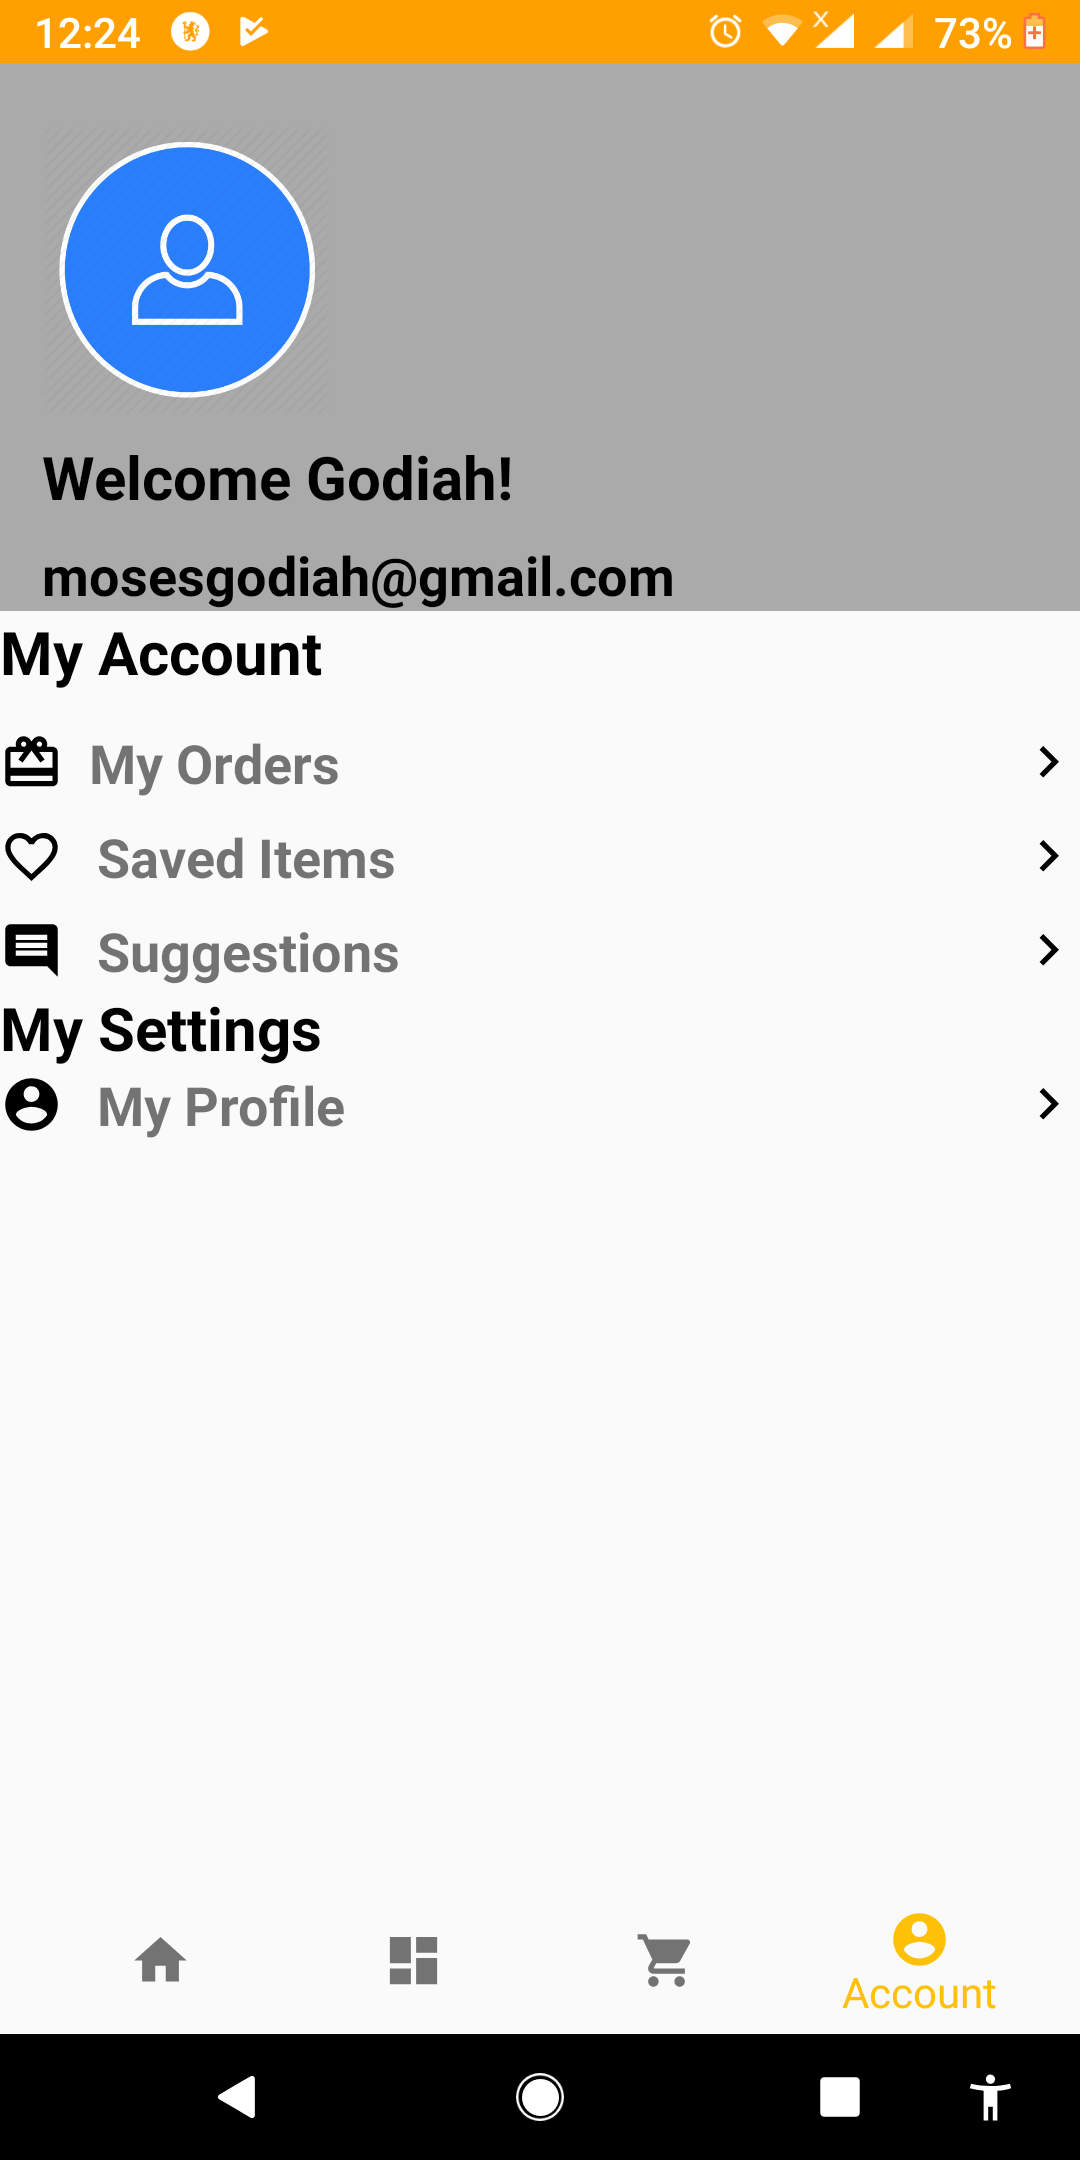 12:24
73%
Welcome Godiah!
mosesgodiah@gmail.com
My Account
My Orders
Saved Items
Suggestions
My Settings
My Profile
Account